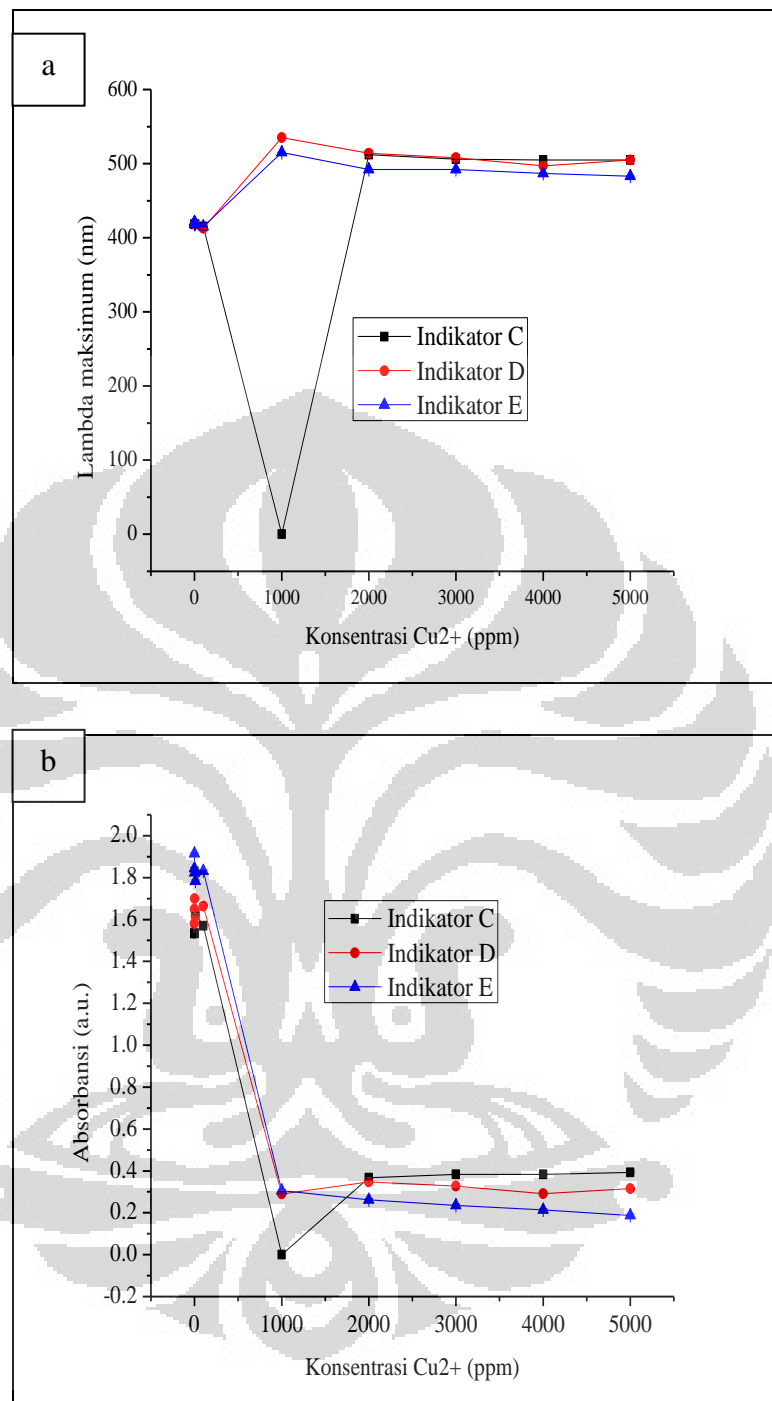 a
600
500
400
300
200
100
0
Lambda maksimum (nm)
Indikator C
Indikator D
Indikator E
0 1000 2000 3000 4000 5000
Konsentrasi Cu2+ (ppm)
b
2.0
1.8
1.6
1.4
1.2
1.0
0.8
0.6
0.4
0.2
0.0
-0.2
Absorbansi (a.u.)
Indikator C
Indikator D
Indikator E
0 1000 2000 3000 4000 5000
Konsentrasi Cu2+ (ppm)